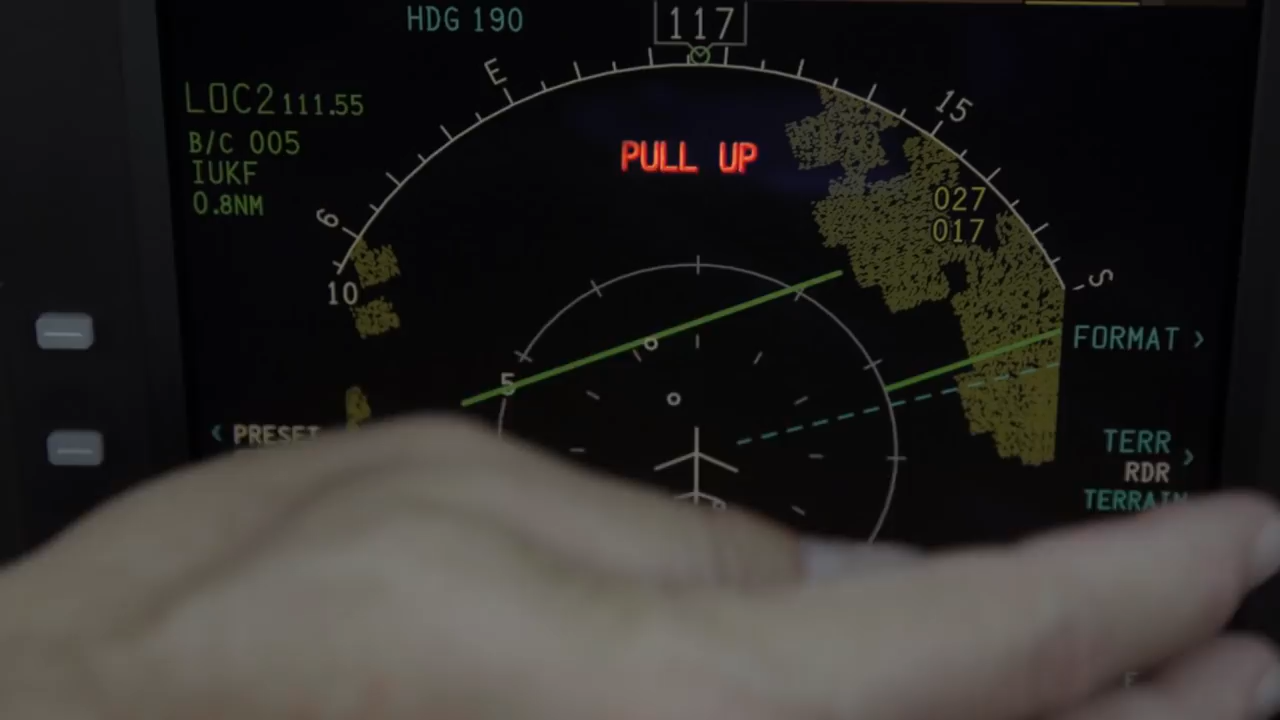 HDG 190
117
E
15
LOC2 111.55
B/C 005
IUKF
0.8NM
PULL UP
6
027
017
10
S
FORMAT >
5
< PRESET
TERR >
RDR
TERRAIN